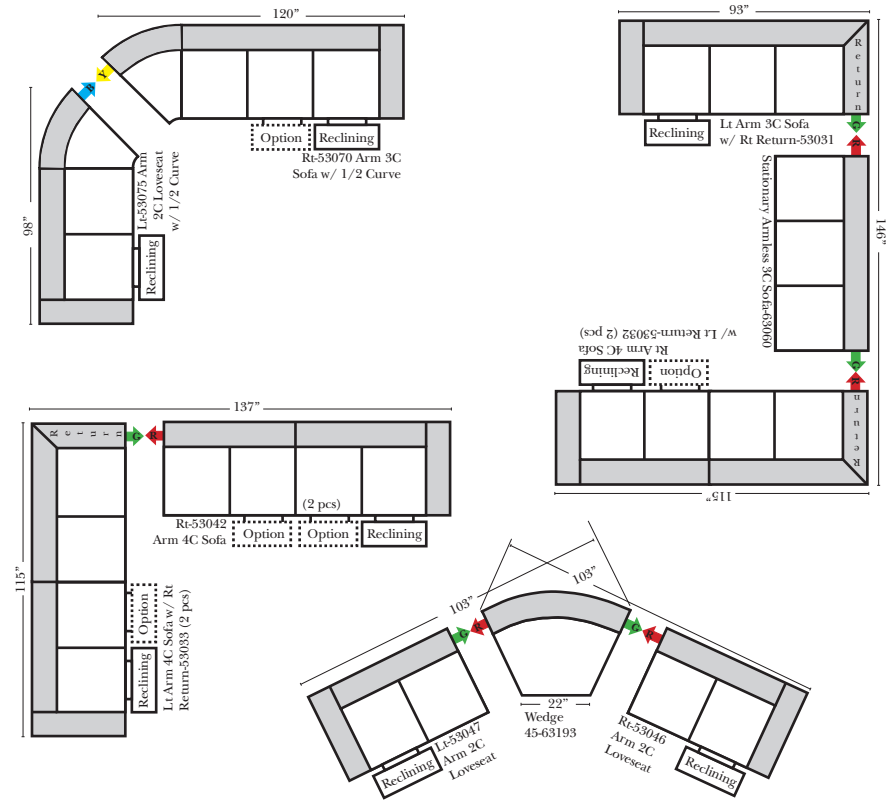 120”
B
Y
Option
Reclining
Rt-53070 Arm 3C
Sofa w/ 1/2 Curve
98”
Lt-53075 Arm
2C Loveseat
w/ 1/2 Curve
Reclining
93”
Return
G
R
Reclining
Lt Arm 3C Sofa
w/ Rt Return-53031
Stationary Armless 3C Sofa-63060
146”
G
R
Return
Rt Arm 4C Sofa
w/ Lt Return-53032 (2 pcs)
Reclining
Option
115”
137”
Return
G
R
(2 pcs)
Rt-53042
Arm 4C Sofa
Option
Option
Reclining
115”
Option
Reclining
Lt Arm 4C Sofa w/ Rt
Return-53033 (2 pcs)
103”
103”
G
R
G
R
22”
Wedge
45-63193
Lt-53047
Arm 2C
Loveseat
Reclining
Rt-53046
Arm 2C
Loveseat
Reclining